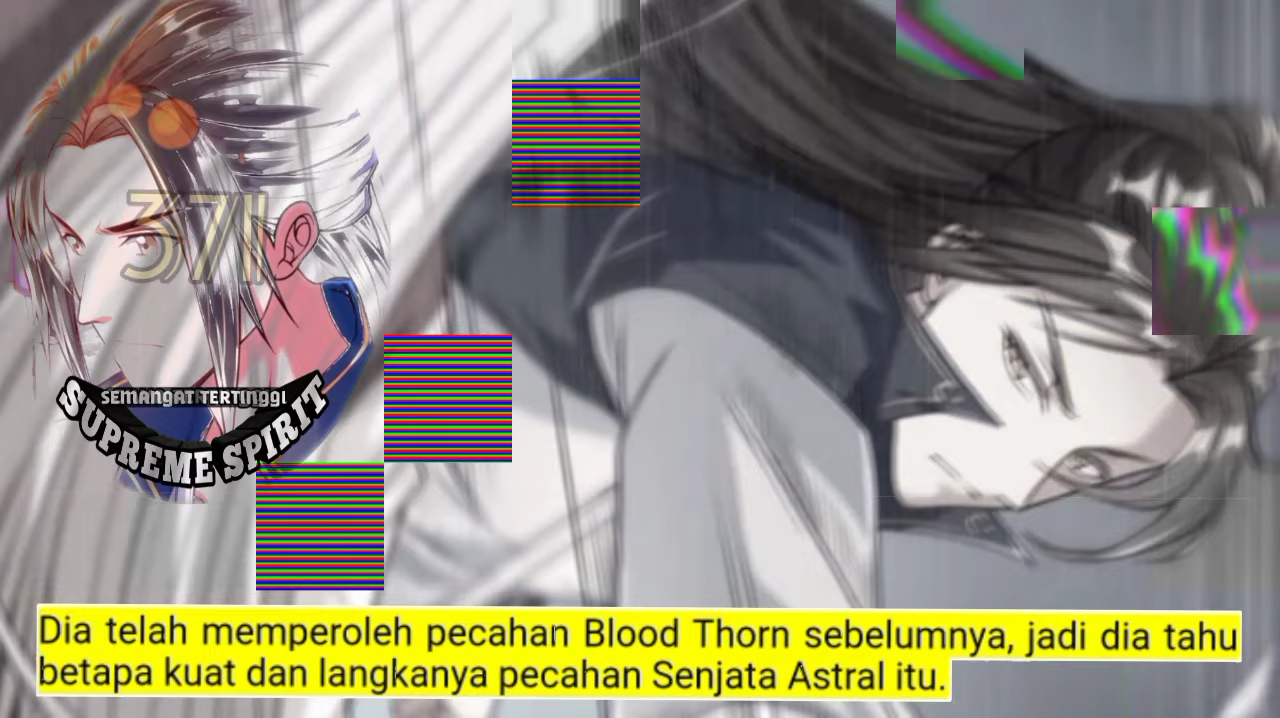 371
SEMANGAT TERTINGGI
SUPREME SPIRIT
Dia telah memperoleh pecahan Blood Thorn sebelumnya, jadi dia tahu
betapa kuat dan langkanya pecahan Senjata Astral itu.